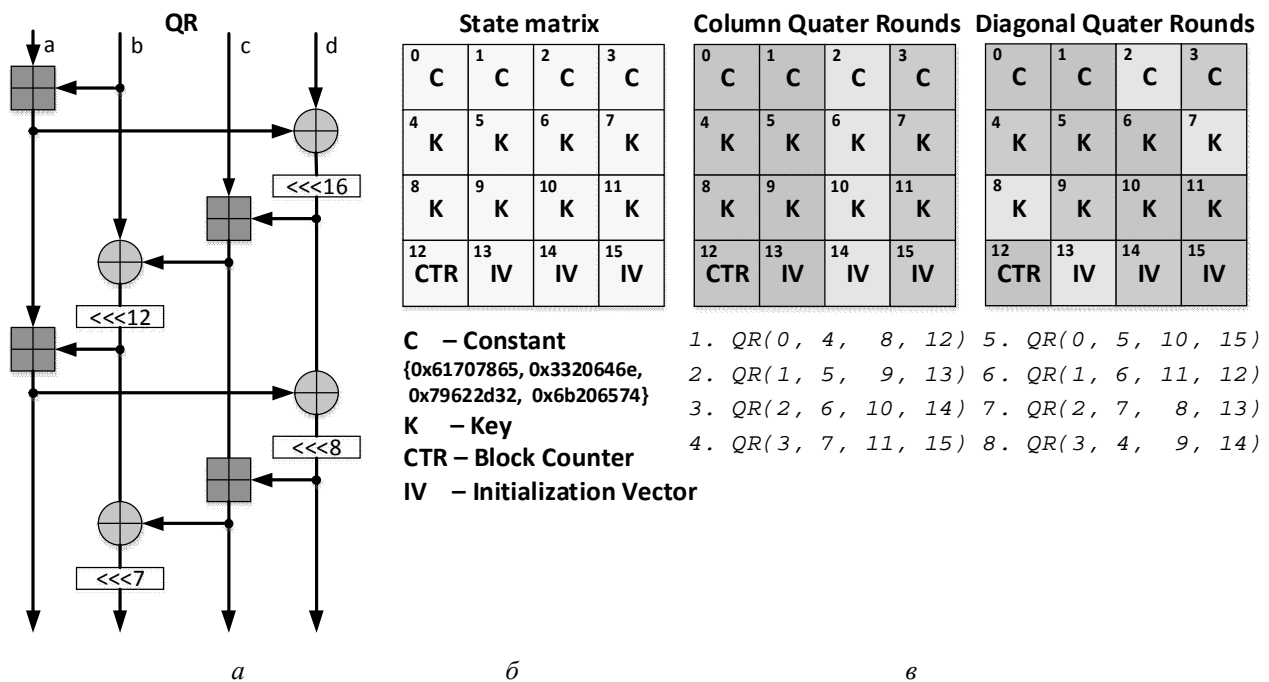 QR
a
b
c
d
<<<16
<<<12
<<<8
<<<7
State matrix
0 1 2 3
C C C C
4 5 6 7
K K K K
8 9 10 11
K K K K
12 13 14 15
CTR IV IV IV
C – Constant
{0x61707865, 0x3320646e,
0x79622d32, 0x6b206574}
K – Key
CTR – Block Counter
IV – Initialization Vector
Column Quater Rounds
0 1 2 3
C C C C
4 5 6 7
K K K K
8 9 10 11
K K K K
12 13 14 15
CTR IV IV IV
1. QR(0, 4, 8, 12)
2. QR(1, 5, 9, 13)
3. QR(2, 6, 10, 14)
4. QR(3, 7, 11, 15)
Diagonal Quater Rounds
0 1 2 3
C C C C
4 5 6 7
K K K K
8 9 10 11
K K K K
12 13 14 15
CTR IV IV IV
5. QR(0, 5, 10, 15)
6. QR(1, 6, 11, 12)
7. QR(2, 7, 8, 13)
8. QR(3, 4, 9, 14)
а
б
в